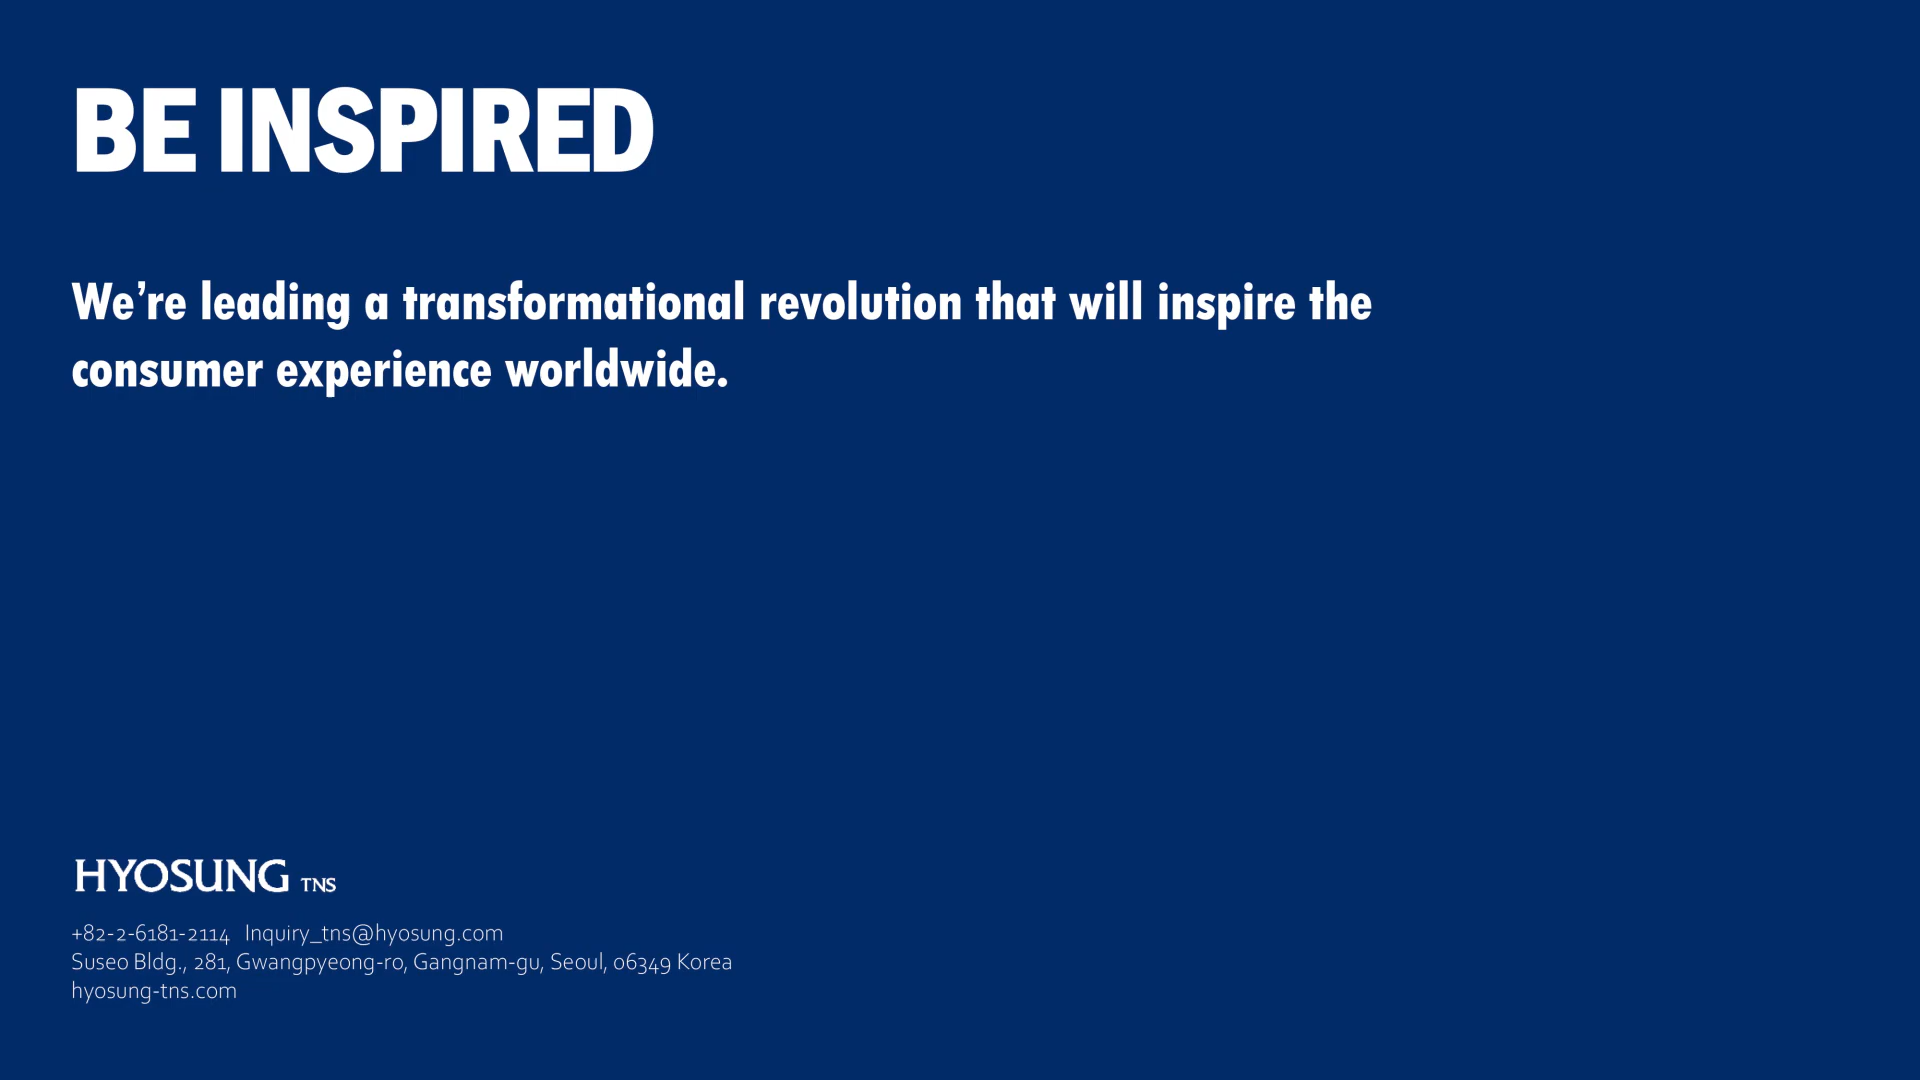 BE INSPIRED
We’re leading a transformational revolution that will inspire the
consumer experience worldwide.
HYOSUNG TNS
+82-2-6181-2114 Inquiry_tns@hyosung.com
Suseo Bldg., 281, Gwangpyeong-ro, Gangnam-gu, Seoul, 06349 Korea
hyosung-tns.com